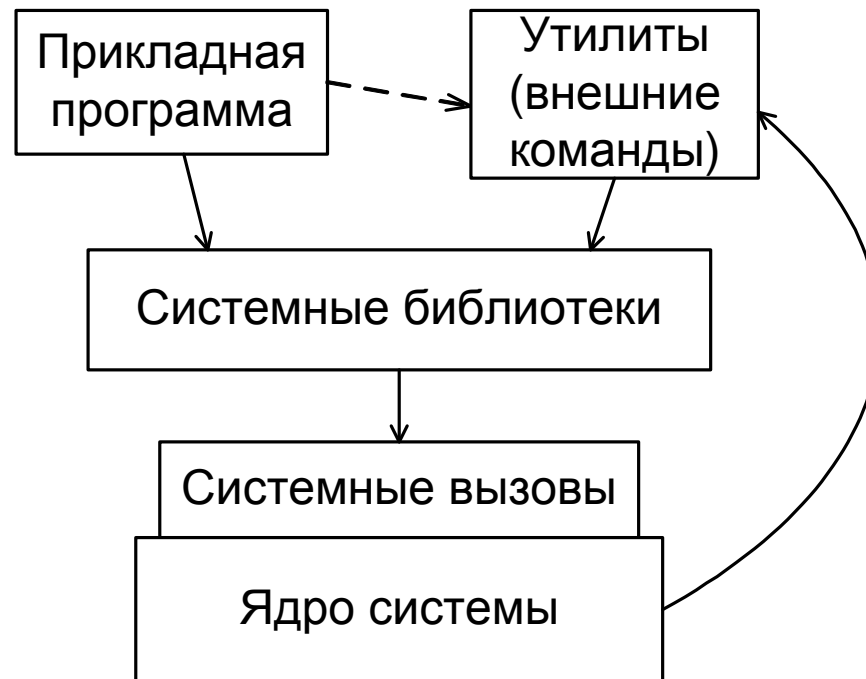 Прикладная
программа
Утилиты
(внешние
команды)
Системные библиотеки
Системные вызовы
Ядро системы